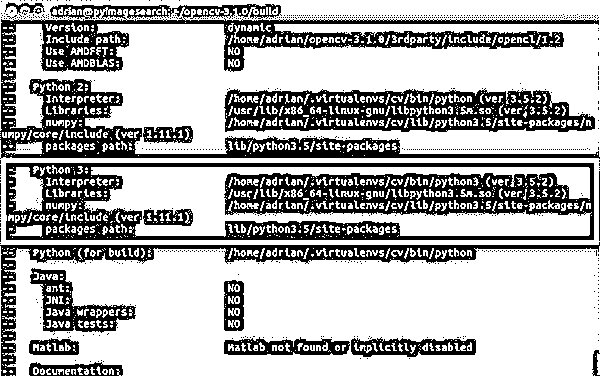 adrian@pyimagesearch: ~/opencv-3.1.0/build
Version: dynamic
Include path: /home/adrian/opencv-3.1.0/3rdparty/include/opencl/1.2
Use AMDFFT: NO
Use AMDBLAS: NO
Python 2:
Interpreter: /home/adrian/.virtualenvs/cv/bin/python (ver 3.5.2)
Libraries: /usr/lib/x86_64-linux-gnu/libpython3.5m.so (ver 3.5.2)
numpy: /home/adrian/.virtualenvs/cv/lib/python3.5/site-packages/n
umpy/core/include (ver 1.11.1)
packages path: lib/python3.5/site-packages
Python 3:
Interpreter: /home/adrian/.virtualenvs/cv/bin/python3 (ver 3.5.2)
Libraries: /usr/lib/x86_64-linux-gnu/libpython3.5m.so (ver 3.5.2)
numpy: /home/adrian/.virtualenvs/cv/lib/python3.5/site-packages/n
umpy/core/include (ver 1.11.1)
packages path: lib/python3.5/site-packages
Python (for build): /home/adrian/.virtualenvs/cv/bin/python
Java:
ant: NO
JNI: NO
Java wrappers: NO
Java tests: NO
Matlab: Matlab not found or implicitly disabled
Documentation: